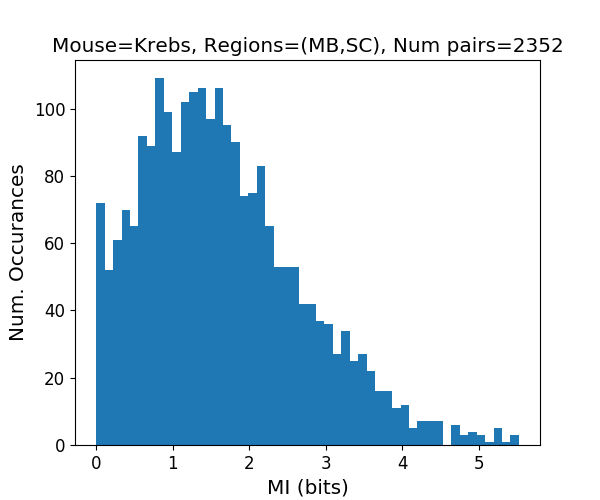 Mouse=Krebs, Regions=(MB,SC), Num pairs=2352
Num. Occurances
100
80
60
40
20
0
0 1 2 3 4 5
MI (bits)